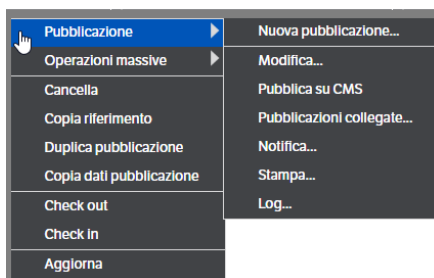 Pubblicazione
Operazioni massive
Cancella
Copia riferimento
Duplica pubblicazione
Copia dati pubblicazione
Check out
Check in
Aggiorna
Nuova pubblicazione...
Modifica...
Pubblica su CMS
Pubblicazioni collegate...
Notifica...
Stampa...
Log...